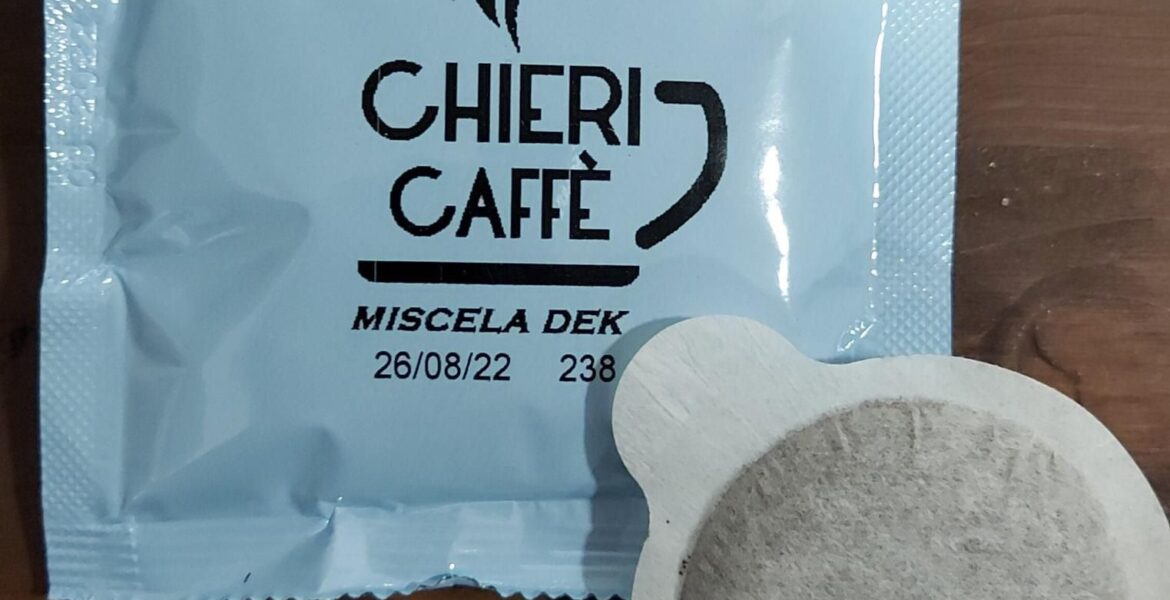 CHIERI
CAFFÈ
MISCELA DEK
26/08/22 238